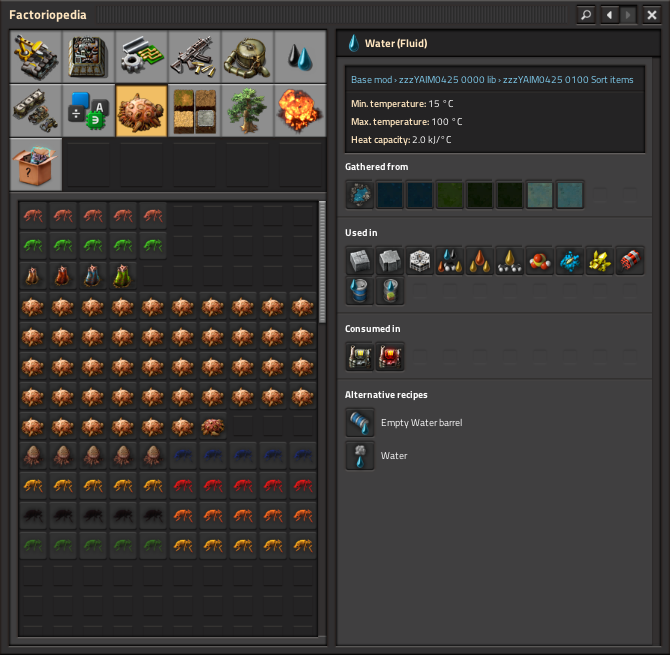 Factoriopedia
Water (Fluid)
Base mod › zzzYAIM0425 0000 lib › zzzYAIM0425 0100 Sort items
Min. temperature: 15 °C
Max. temperature: 100 °C
Heat capacity: 2.0 kJ/°C
Gathered from
Used in
Consumed in
Alternative recipes
Empty Water barrel
Water